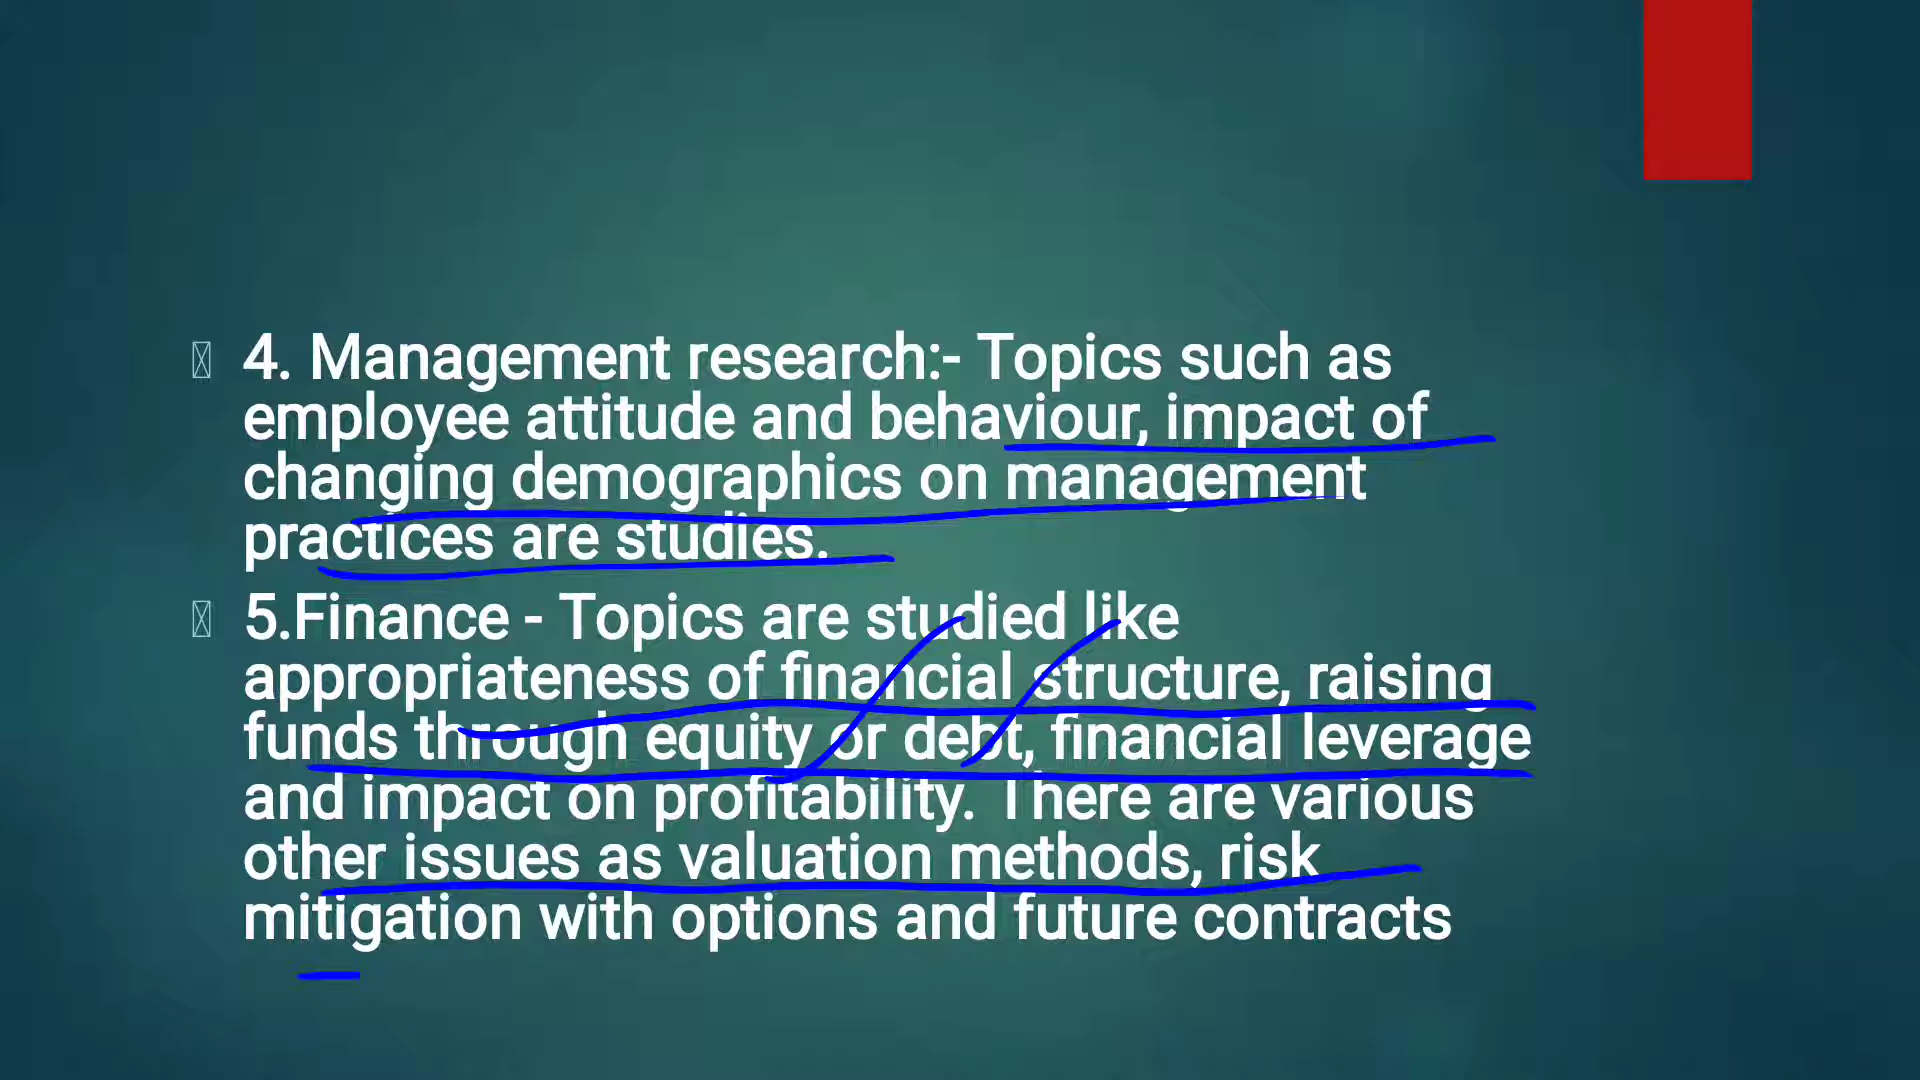 4. Management research:- Topics such as
employee attitude and behaviour, impact of
changing demographics on management
practices are studies.
5.Finance - Topics are studied like
appropriateness of financial structure, raising
funds through equity or debt, financial leverage
and impact on profitability. There are various
other issues as valuation methods, risk
mitigation with options and future contracts